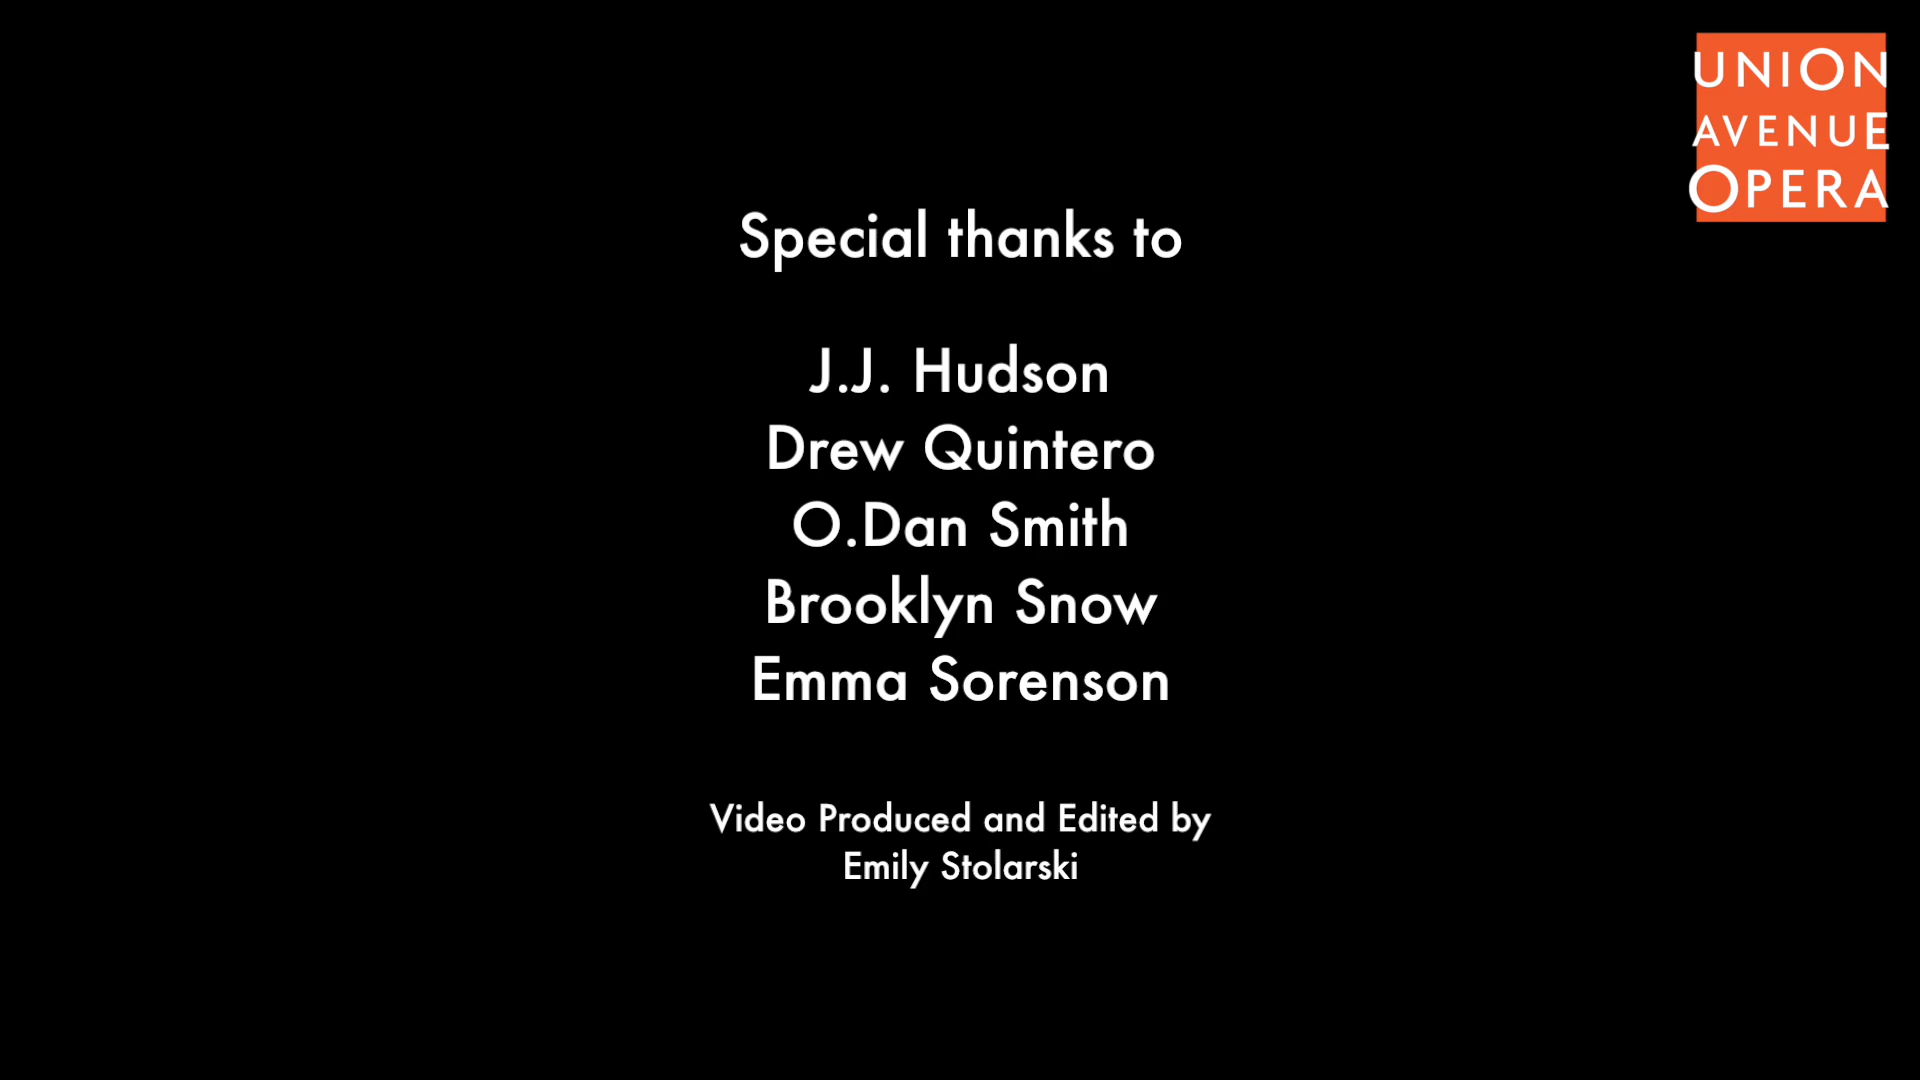 UNION
AVENUE
OPERA
Special thanks to
J.J. Hudson
Drew Quintero
O.Dan Smith
Brooklyn Snow
Emma Sorenson
Video Produced and Edited by
Emily Stolarski